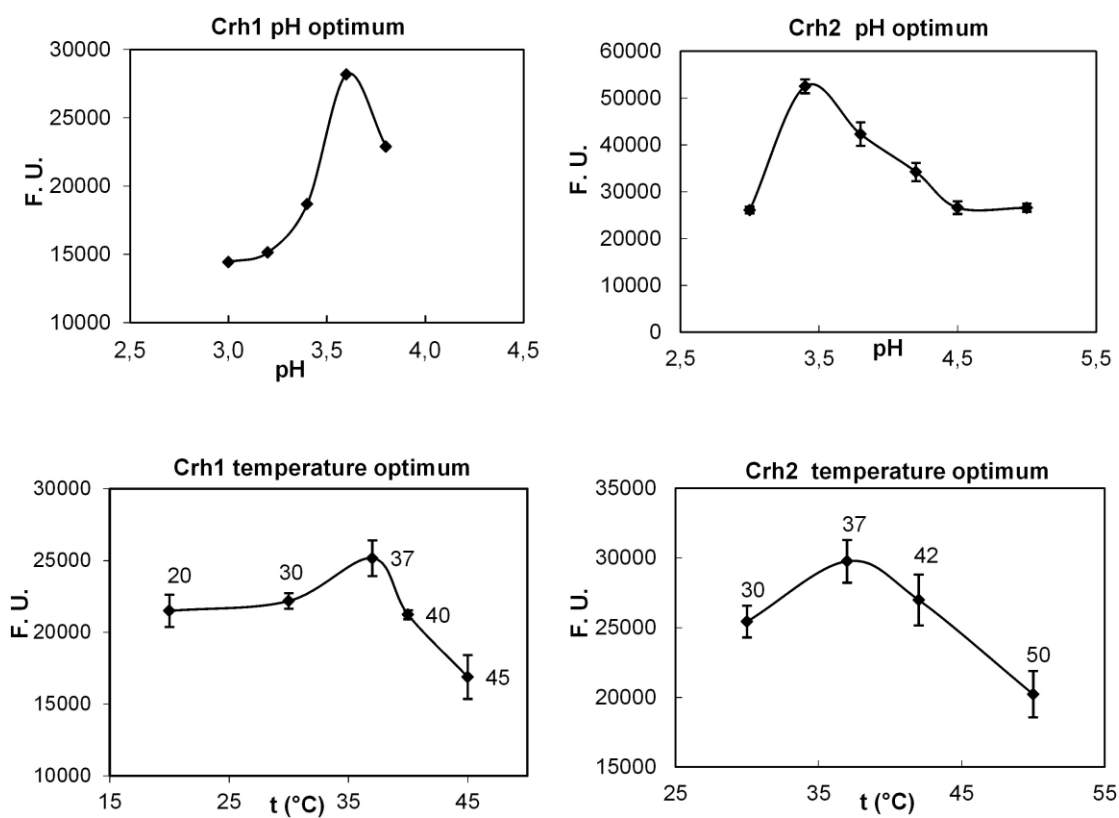 Crh1 pH optimum
30000
25000
20000
15000
10000
F. U.
2,5 3,0 3,5 4,0 4,5
pH
Crh2 pH optimum
60000
50000
40000
30000
20000
10000
0
F. U.
2,5 3,5 4,5 5,5
pH
Crh1 temperature optimum
30000
25000
20000
15000
10000
F. U.
20
30
37
40
45
15 25 35 45
t (°C)
Crh2 temperature optimum
35000
30000
25000
20000
15000
F. U.
30
37
42
50
15 25 35 45 55
t (°C)